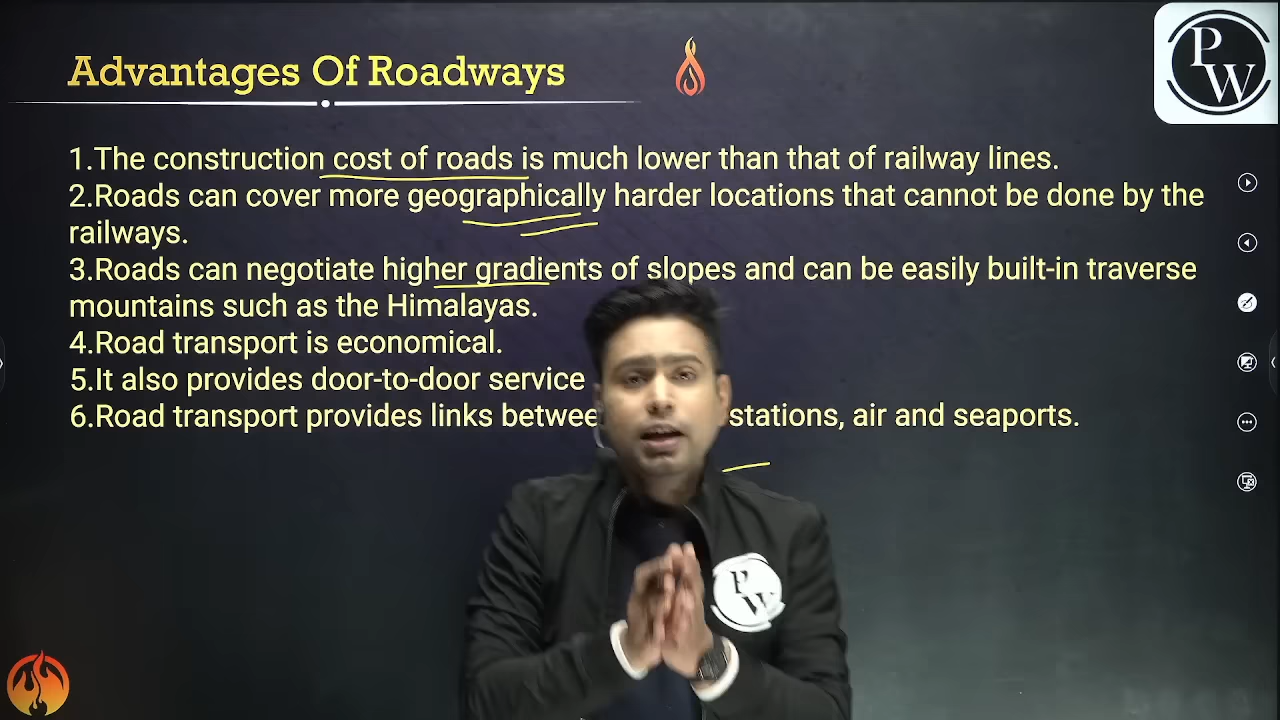 Advantages Of Roadways
PW
1.The construction cost of roads is much lower than that of railway lines.
2.Roads can cover more geographically harder locations that cannot be done by the
railways.
3.Roads can negotiate higher gradients of slopes and can be easily built-in traverse
mountains such as the Himalayas.
4.Road transport is economical.
5.It also provides door-to-door service
6.Road transport provides links stations, air and seaports.
PW